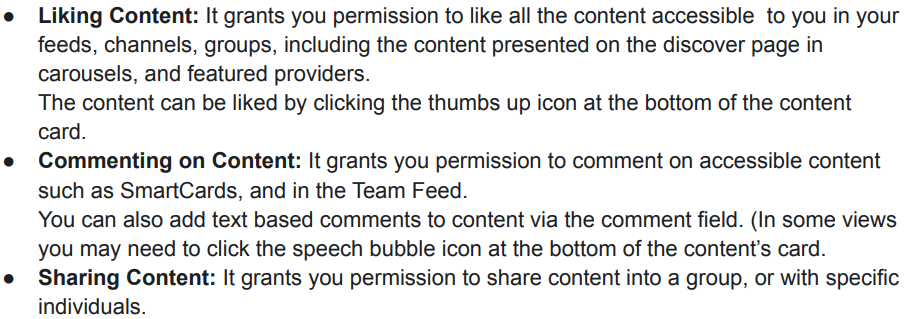 ● Liking Content: It grants you permission to like all the content accessible  to you in your
feeds, channels, groups, including the content presented on the discover page in
carousels, and featured providers.
The content can be liked by clicking the thumbs up icon at the bottom of the content
card.
● Commenting on Content: It grants you permission to comment on accessible content
such as SmartCards, and in the Team Feed.
You can also add text based comments to content via the comment field. (In some views
you may need to click the speech bubble icon at the bottom of the content’s card.
● Sharing Content: It grants you permission to share content into a group, or with specific
individuals.